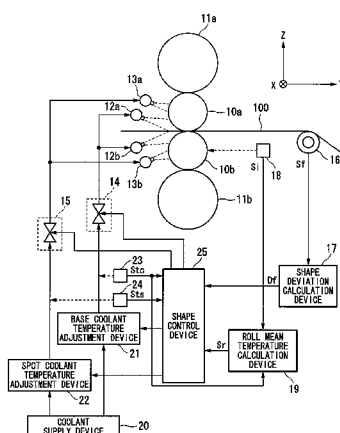 11a
Z
X
Y
13a
12a
10a
100
16
12b
13b
10b
18
Si
Sf
11b
15
14
25
17
23
Stc
24
Sts
Df
SHAPE
DEVIATION
CALCULATION
DEVICE
SHAPE
CONTROL
DEVICE
BASE COOLANT
TEMPERATURE
ADJUSTMENT DEVICE
21
Sr
ROLL MEAN
TEMPERATURE
CALCULATION
DEVICE
19
SPOT COOLANT
TEMPERATURE
ADJUSTMENT DEVICE
22
COOLANT
SUPPLY DEVICE
20